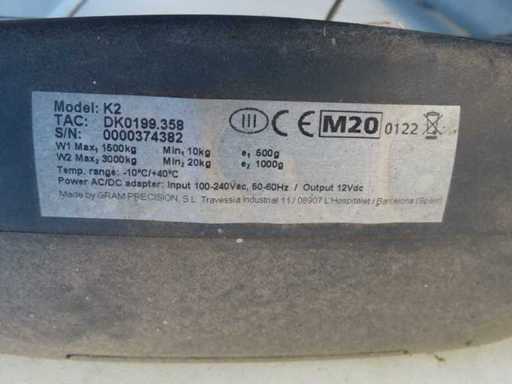 Model: K2
TAC: DK0199.358
S/N: 0000374382
III CE M20 0122
W1 Max₁ 1500kg Min₁ 10kg e₁ 500g
W2 Max₂ 3000kg Min₂ 20kg e₂ 1000g
Temp. range: -10ºC/+40ºC
Power AC/DC adapter: Input 100-240Vac, 50-60Hz / Output 12Vdc
Made by GRAM PRECISION, S.L. Travessia Industrial 11 / 08907 L'Hospitalet / Barcelona (Spain)